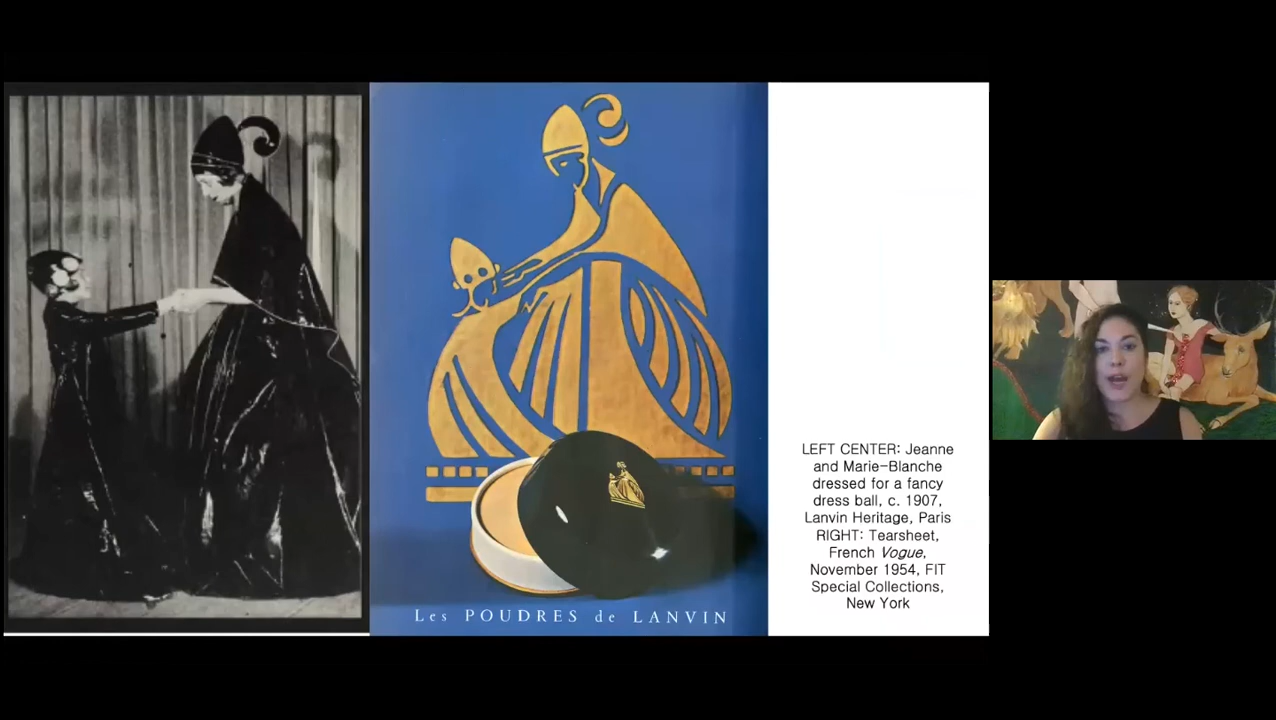 Les POUDRES de LANVIN
LEFT CENTER: Jeanne
and Marie-Blanche
dressed for a fancy
dress ball, c. 1907,
Lanvin Heritage, Paris
RIGHT: Tearsheet,
French Vogue,
November 1954, FIT
Special Collections,
New York